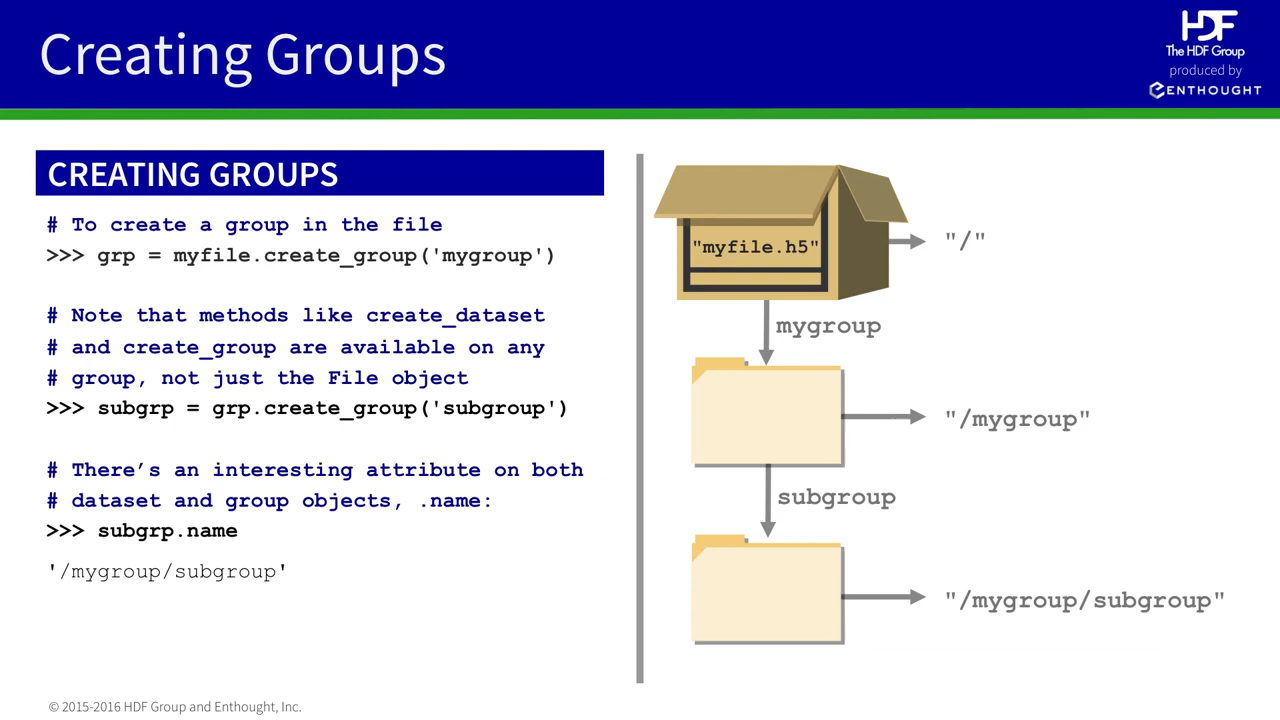 Creating Groups
HDF
The HDF Group
produced by
ENTHOUGHT
CREATING GROUPS
# To create a group in the file
>>> grp = myfile.create_group('mygroup')
# Note that methods like create_dataset
# and create_group are available on any
# group, not just the File object
>>> subgrp = grp.create_group('subgroup')
# There’s an interesting attribute on both
# dataset and group objects, .name:
>>> subgrp.name
'/mygroup/subgroup'
"myfile.h5"
"/"
mygroup
"/mygroup"
subgroup
"/mygroup/subgroup"
© 2015-2016 HDF Group and Enthought, Inc.